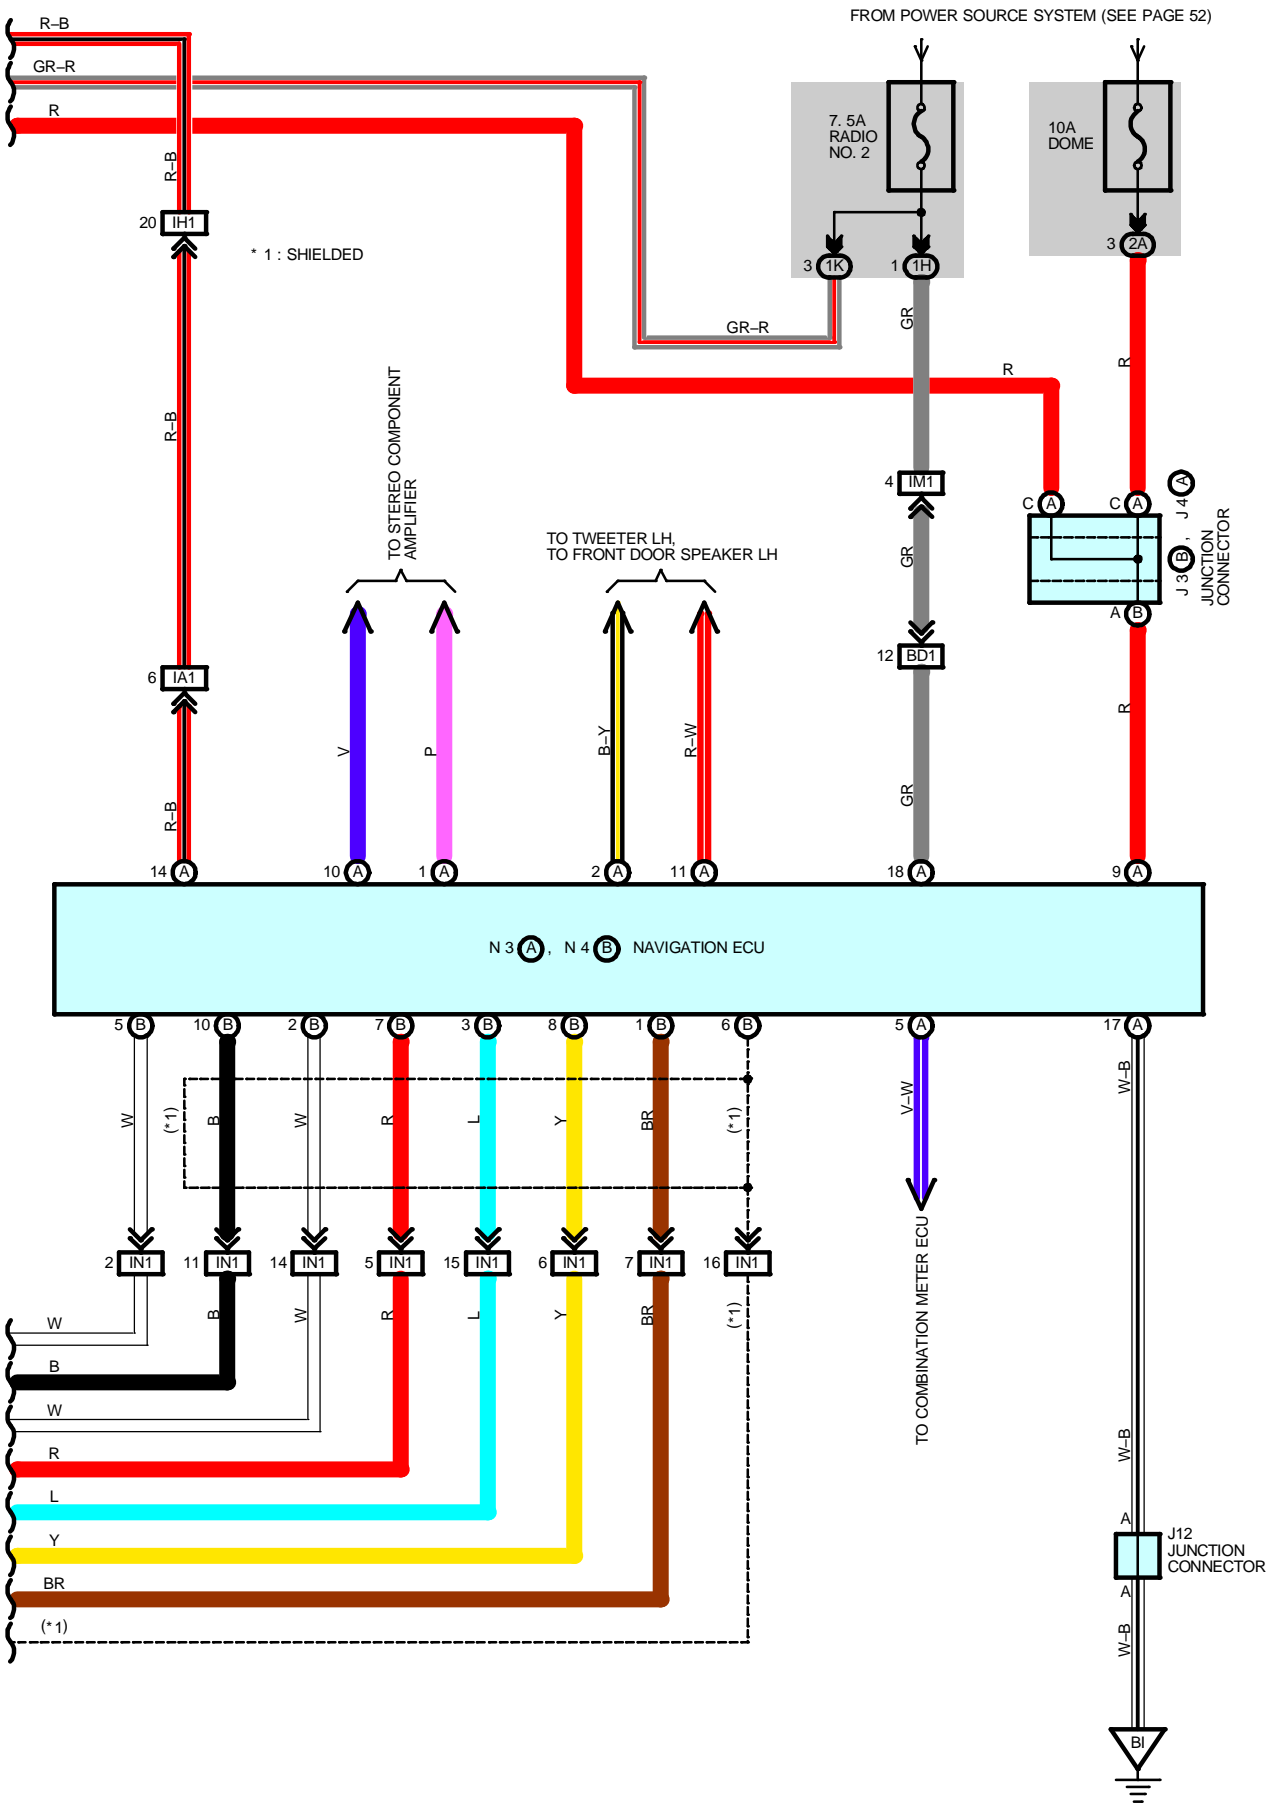 FROM POWER SOURCE SYSTEM (SEE PAGE 52)
R–B
GR–R
R
7. 5A
RADIO
NO. 2
10A
DOME
R–B
20 IH1
* 1 : SHIELDED
3 2A
3 1K
1 1H
GR
GR–R
R
R
R–B
TO STEREO COMPONENT
AMPLIFIER
4 IM1
C A
C A
J 3 B , J 4 A
JUNCTION
CONNECTOR
TO TWEETER LH,
TO FRONT DOOR SPEAKER LH
GR
A B
12 BD1
6 IA1
R
V
P
B–Y
R–W
GR
R–B
14 A
10 A
1 A
2 A
11 A
18 A
9 A
N 3 A , N 4 B NAVIGATION ECU
5 B
10 B
2 B
7 B
3 B
8 B
1 B
6 B
5 A
17 A
W
(*1)
B
W
R
L
Y
BR
(*1)
V–W
W–B
2 IN1
11 IN1
14 IN1
5 IN1
15 IN1
6 IN1
7 IN1
16 IN1
TO COMBINATION METER ECU
B
W
R
L
Y
BR
(*1)
W
B
W
R
L
Y
BR
(*1)
W–B
A
J12
JUNCTION
CONNECTOR
A
W–B
BI